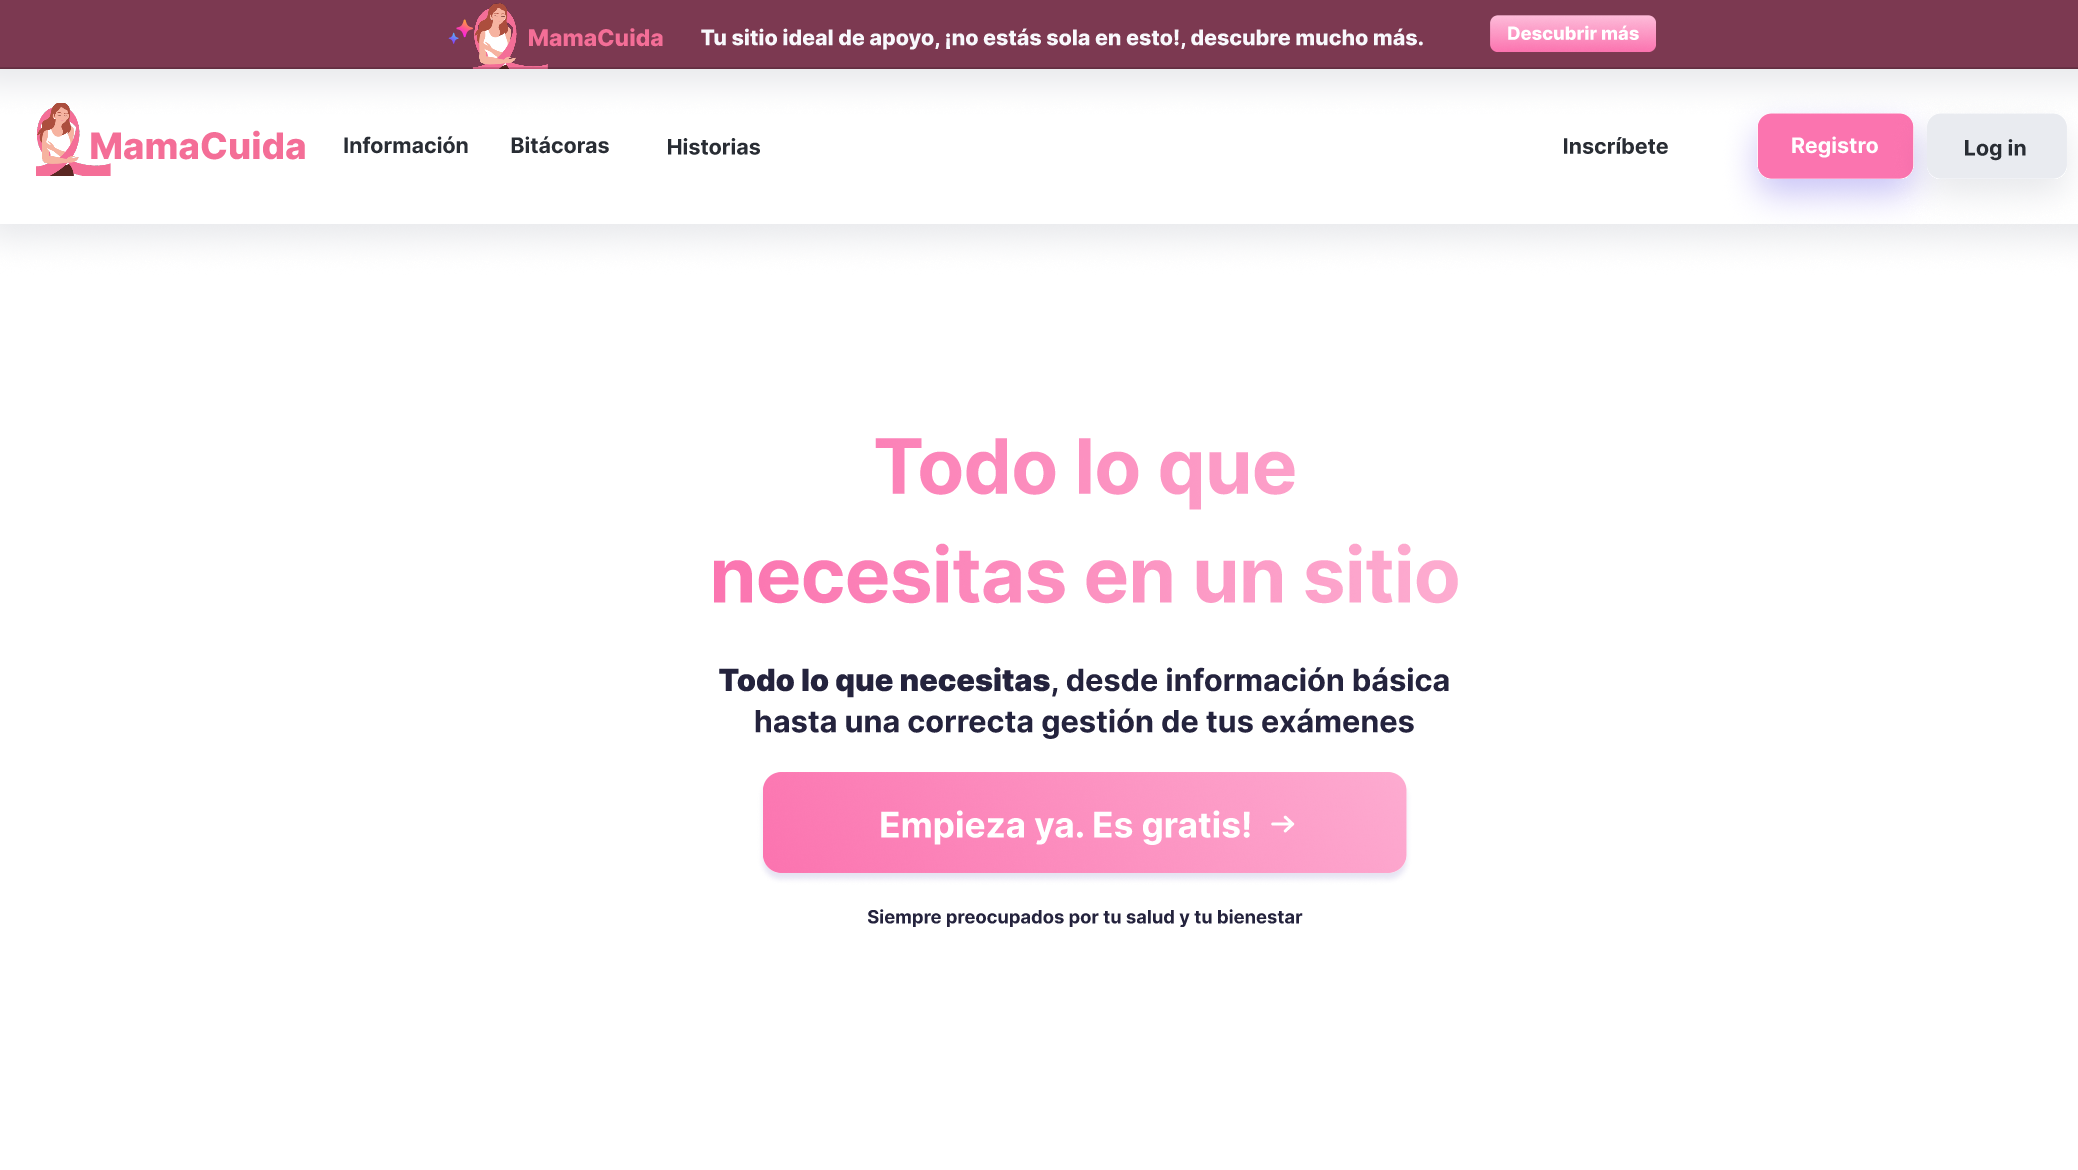 MamaCuida Tu sitio ideal de apoyo, ¡no estás sola en esto!, descubre mucho más. Descubrir más
MamaCuida Información Bitácoras Historias Inscríbete Registro Log in
Todo lo que
necesitas en un sitio
Todo lo que necesitas, desde información básica
hasta una correcta gestión de tus exámenes
Empieza ya. Es gratis! →
Siempre preocupados por tu salud y tu bienestar